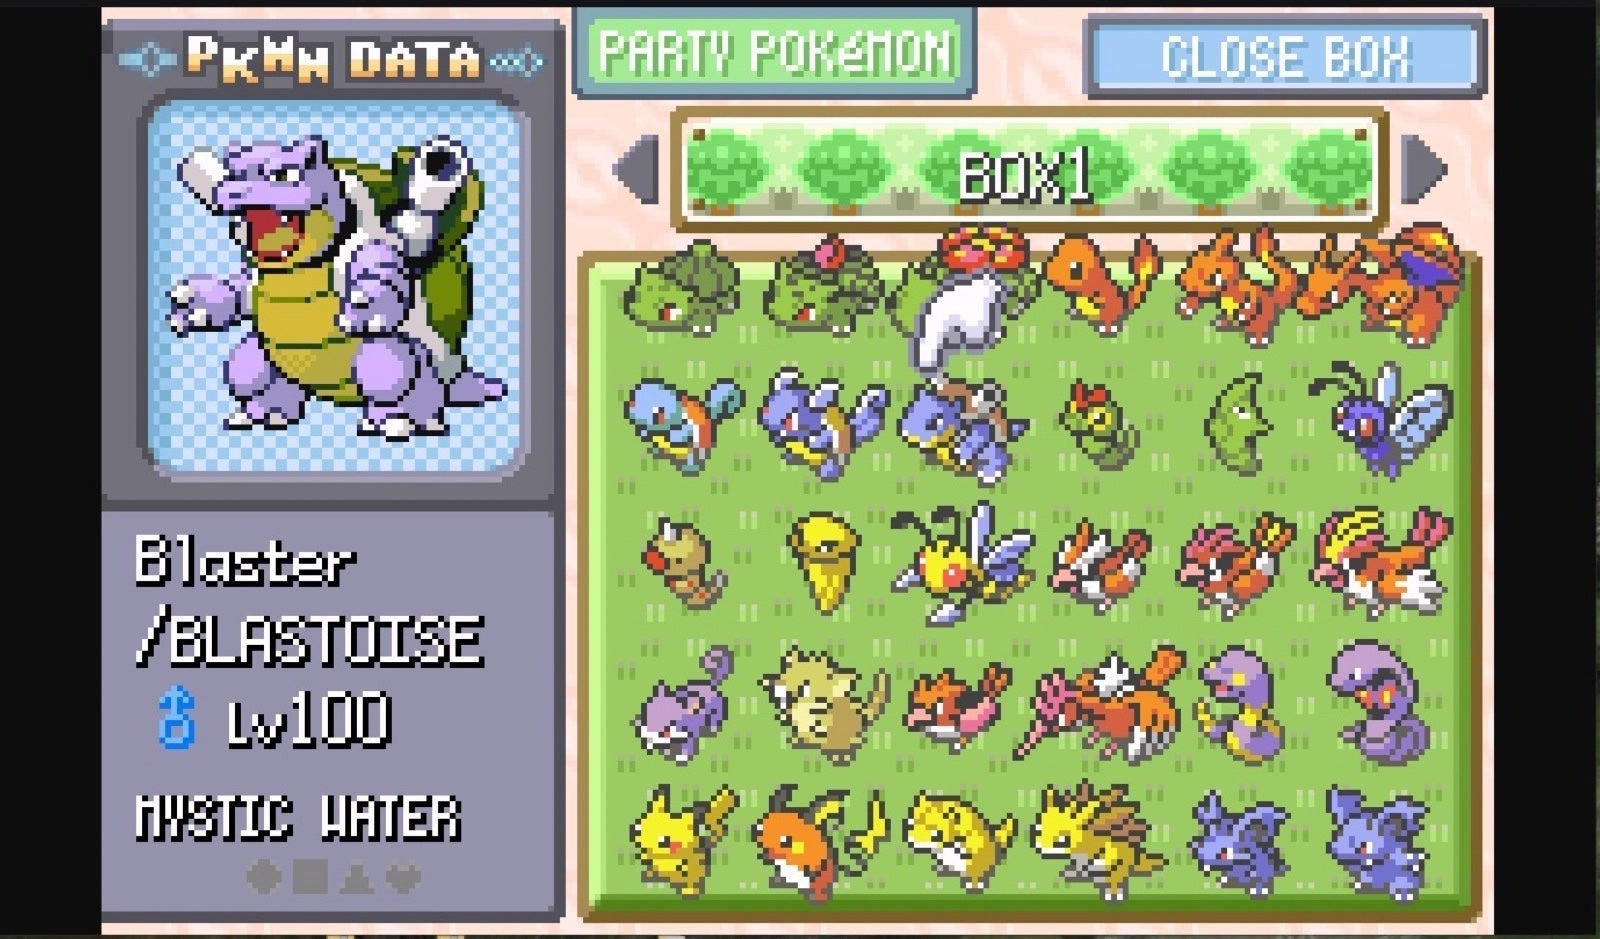 PKMN DATA
PARTY POKéMON
CLOSE BOX
BOX1
Blaster
/BLASTOISE
♂ Lv100
MYSTIC WATER